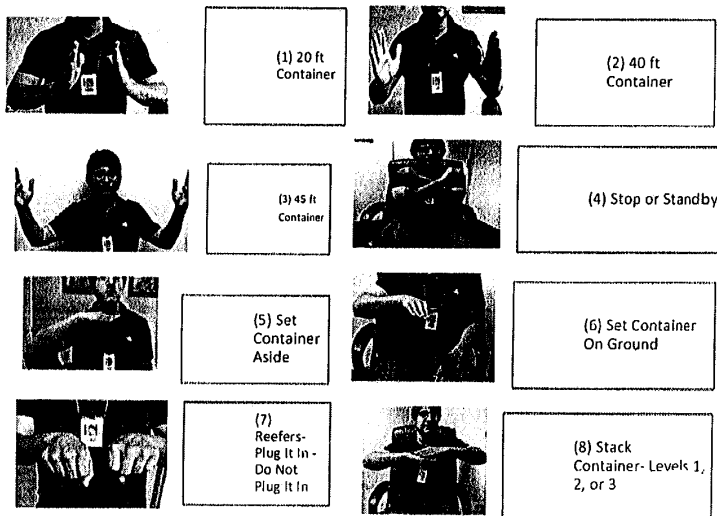 (1) 20 ft
Container
(2) 40 ft
Container
(3) 45 ft
Container
(4) Stop or Standby
(5) Set
Container
Aside
(6) Set Container
On Ground
(7)
Reefers-
Plug It In -
Do Not
Plug It In
(8) Stack
Container- Levels 1,
2, or 3